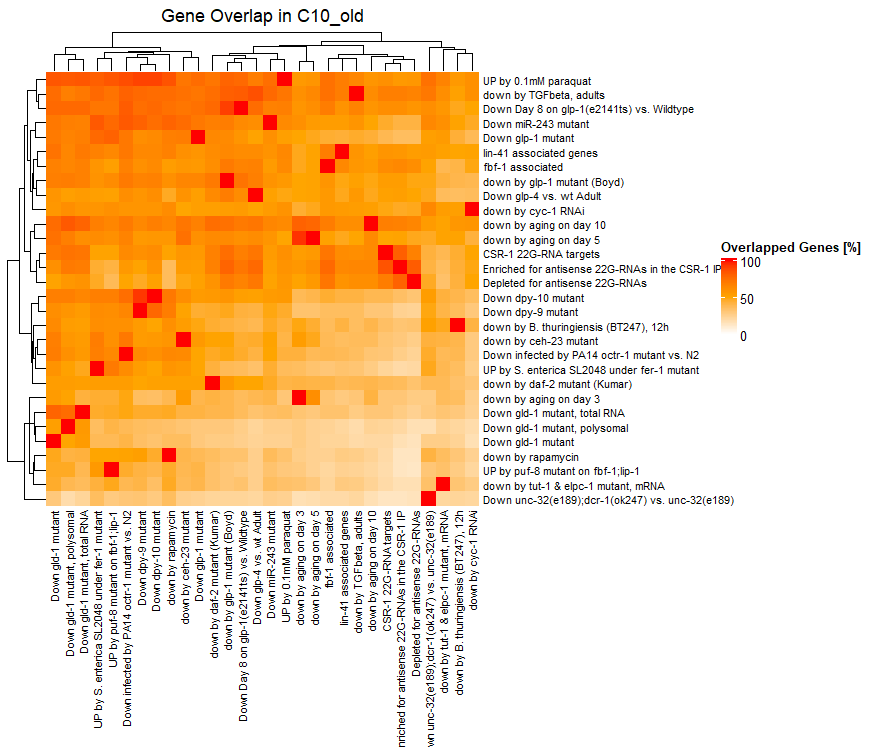 Gene Overlap in C10_old
UP by 0.1mM paraquat
down by TGFbeta, adults
Down Day 8 on glp-1(e2141ts) vs. Wildtype
Down miR-243 mutant
Down glp-1 mutant
lin-41 associated genes
fbf-1 associated
down by glp-1 mutant (Boyd)
Down glp-4 vs. wt Adult
down by cyc-1 RNAi
down by aging on day 10
down by aging on day 5
CSR-1 22G-RNA targets
Enriched for antisense 22G-RNAs in the CSR-1 IP
Depleted for antisense 22G-RNAs
Down dpy-10 mutant
Down dpy-9 mutant
down by B. thuringiensis (BT247), 12h
down by ceh-23 mutant
Down infected by PA14 octr-1 mutant vs. N2
UP by S. enterica SL2048 under fer-1 mutant
down by daf-2 mutant (Kumar)
down by aging on day 3
Down gld-1 mutant, total RNA
Down gld-1 mutant, polysomal
Down gld-1 mutant
down by rapamycin
UP by puf-8 mutant on fbf-1;lip-1
down by tut-1 & elpc-1 mutant, mRNA
Down unc-32(e189);dcr-1(ok247) vs. unc-32(e189)
Overlapped Genes [%]
100
50
0
Down gld-1 mutant
Down gld-1 mutant, polysomal
Down gld-1 mutant, total RNA
UP by S. enterica SL2048 under fer-1 mutant
UP by puf-8 mutant on fbf-1;lip-1
Down infected by PA14 octr-1 mutant vs. N2
Down dpy-9 mutant
Down dpy-10 mutant
down by rapamycin
down by ceh-23 mutant
Down glp-1 mutant
down by daf-2 mutant (Kumar)
down by glp-1 mutant (Boyd)
Down Day 8 on glp-1(e2141ts) vs. Wildtype
Down glp-4 vs. wt Adult
Down miR-243 mutant
UP by 0.1mM paraquat
down by aging on day 3
down by aging on day 5
fbf-1 associated
lin-41 associated genes
down by TGFbeta, adults
down by aging on day 10
CSR-1 22G-RNA targets
nriched for antisense 22G-RNAs in the CSR-1 IP
Depleted for antisense 22G-RNAs
wn unc-32(e189);dcr-1(ok247) vs. unc-32(e189)
down by tut-1 & elpc-1 mutant, mRNA
down by B. thuringiensis (BT247), 12h
down by cyc-1 RNAi